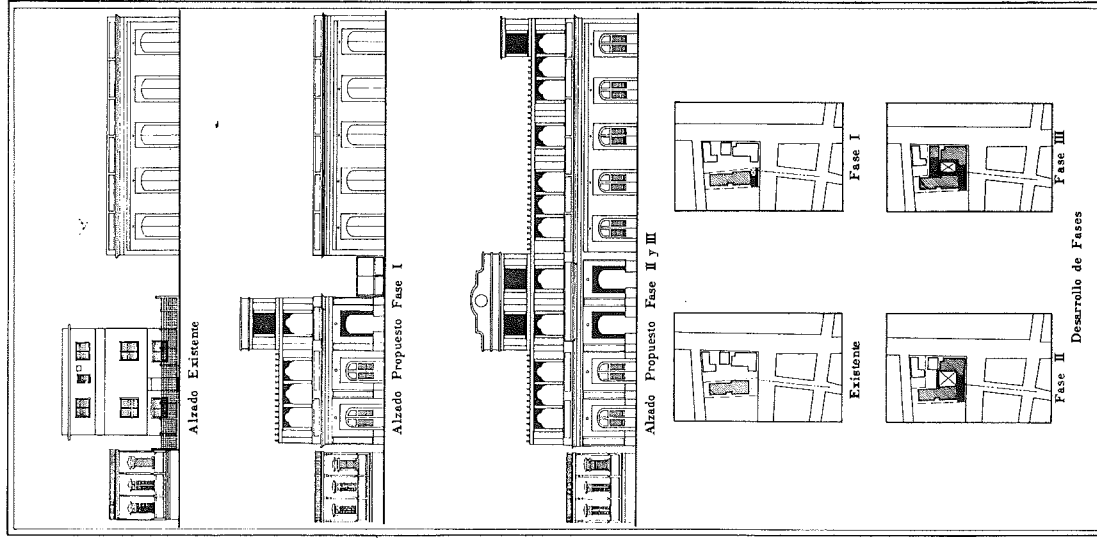 Alzado Existente
Alzado Propuesto Fase I
Alzado Propuesto Fase II y III
Existente
Fase I
Fase II
Fase III
Desarrollo de Fases